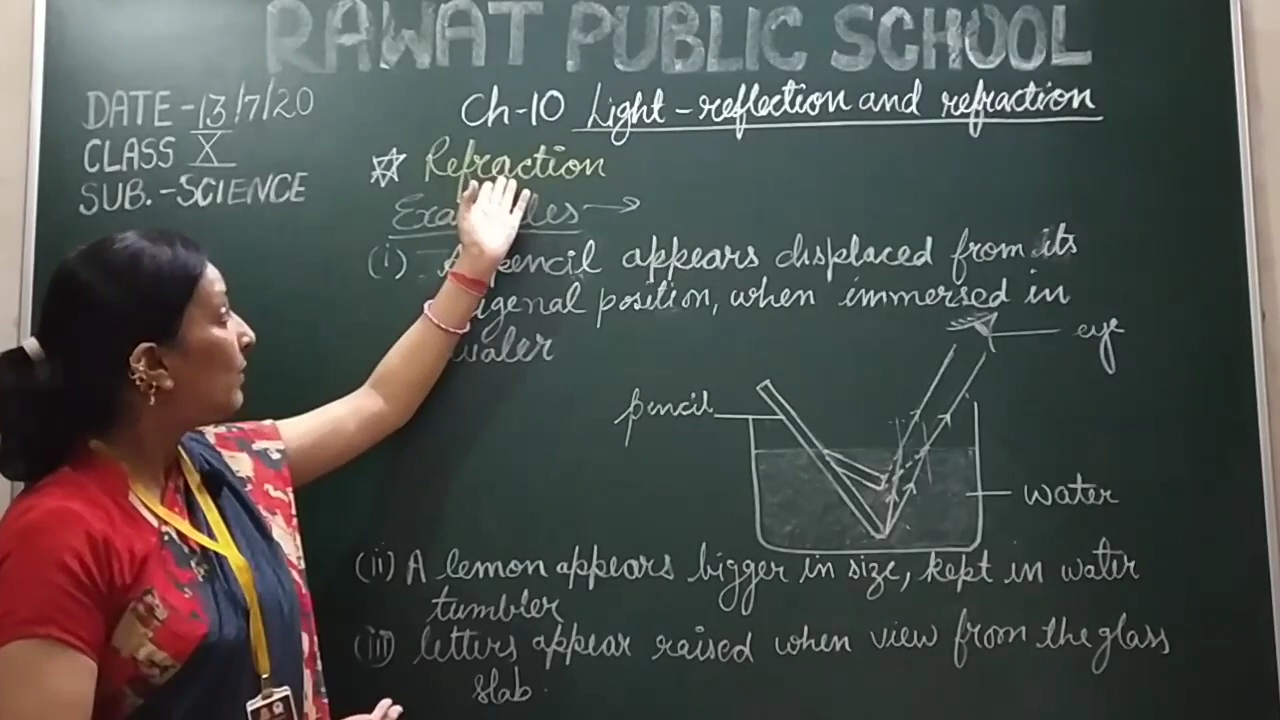 RAWAT PUBLIC SCHOOL
DATE - 13/7/20
CLASS X
SUB. - SCIENCE
Ch-10 Light - reflection and refraction
Refraction
(i) pencil appears displaced from its
position, when immersed in
water
eye
pencil
water
(ii) A lemon appears bigger in size, kept in water
tumbler
(iii) letters appear raised when view from the glass
slab.